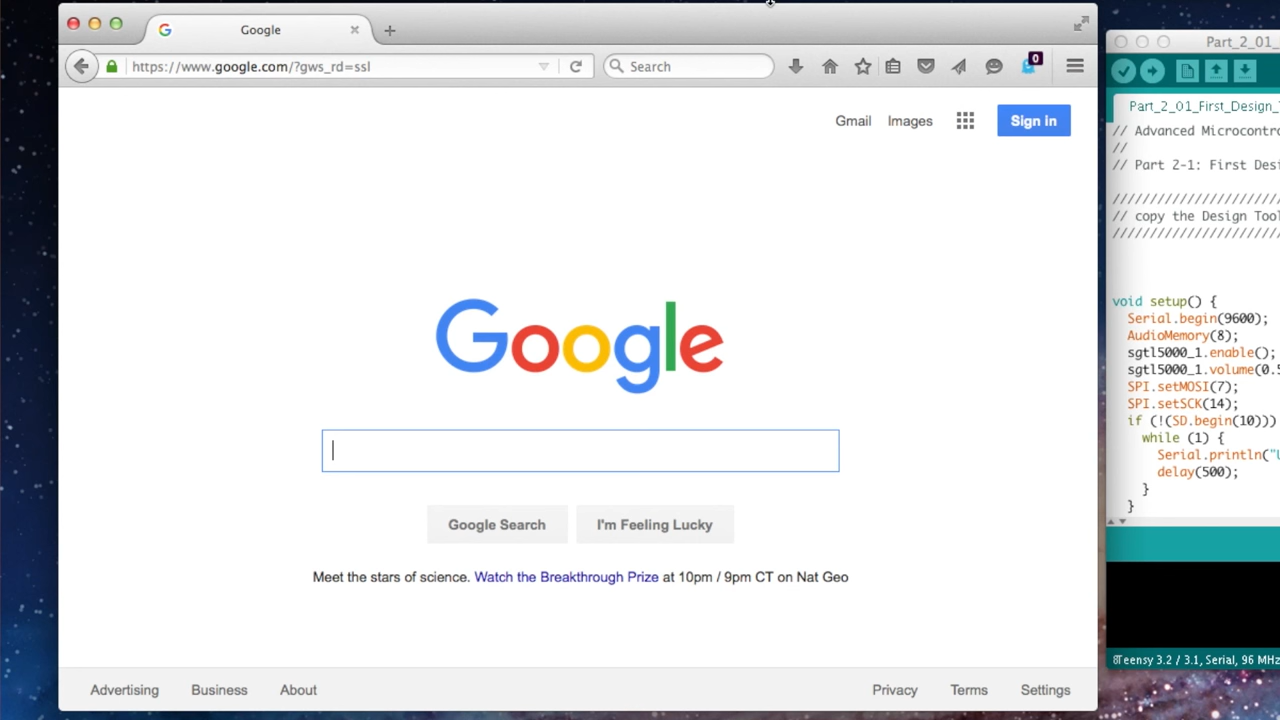 Google
https://www.google.com/?gws_rd=ssl
Search
0
Gmail Images Sign in
Google
Google Search I'm Feeling Lucky
Meet the stars of science. Watch the Breakthrough Prize at 10pm / 9pm CT on Nat Geo
Advertising Business About Privacy Terms Settings
Part_2_01_
Part_2_01_First_Design_
// Advanced Microcontr
//
// Part 2-1: First Desi
///////////////////////
// copy the Design Tool
///////////////////////
void setup() {
Serial.begin(9600);
AudioMemory(8);
sgtl5000_1.enable();
sgtl5000_1.volume(0.5
SPI.setMOSI(7);
SPI.setSCK(14);
if (!(SD.begin(10)))
while (1) {
Serial.println("U
delay(500);
}
}
Teensy 3.2 / 3.1, Serial, 96 MHz